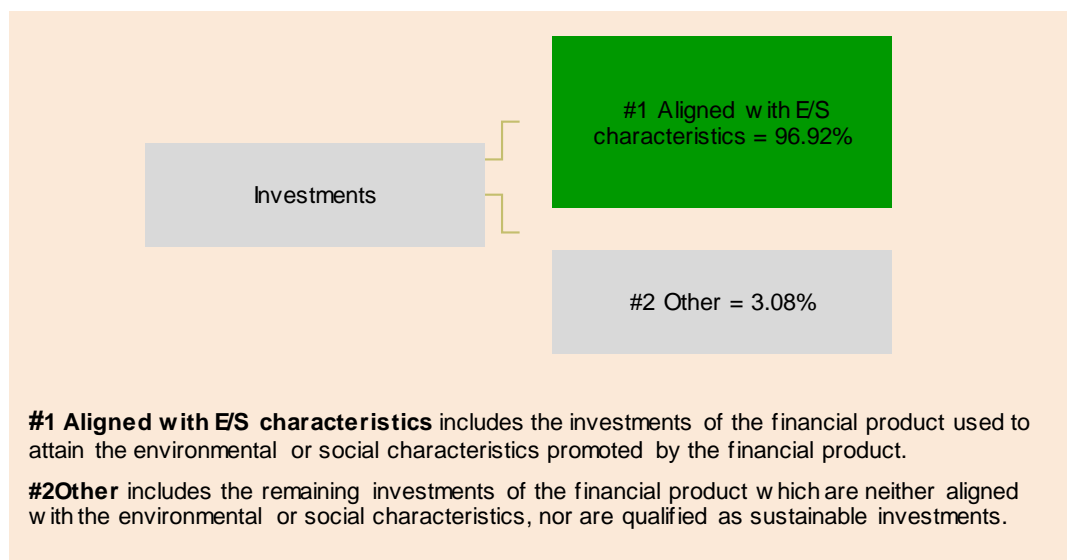 #1 Aligned with E/S
characteristics = 96.92%
Investments
#2 Other = 3.08%
#1 Aligned with E/S characteristics includes the investments of the financial product used to
attain the environmental or social characteristics promoted by the financial product.
#2Other includes the remaining investments of the financial product which are neither aligned
with the environmental or social characteristics, nor are qualified as sustainable investments.